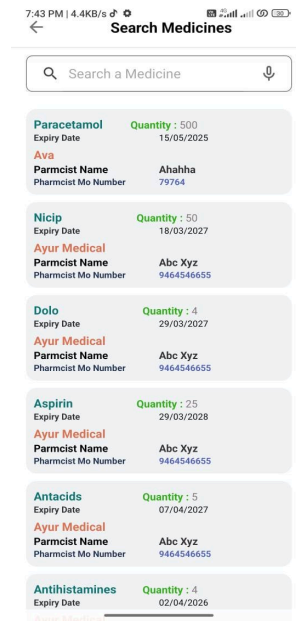 7:43 PM | 4.4KB/s
Search Medicines
Search a Medicine
Paracetamol Quantity : 500
Expiry Date 15/05/2025
Ava
Parmcist Name Ahahha
Pharmcist Mo Number 79764
Nicip Quantity : 50
Expiry Date 18/03/2027
Ayur Medical
Parmcist Name Abc Xyz
Pharmcist Mo Number 9464546655
Dolo Quantity : 4
Expiry Date 29/03/2027
Ayur Medical
Parmcist Name Abc Xyz
Pharmcist Mo Number 9464546655
Aspirin Quantity : 25
Expiry Date 29/03/2028
Ayur Medical
Parmcist Name Abc Xyz
Pharmcist Mo Number 9464546655
Antacids Quantity : 5
Expiry Date 07/04/2027
Ayur Medical
Parmcist Name Abc Xyz
Pharmcist Mo Number 9464546655
Antihistamines Quantity : 4
Expiry Date 02/04/2026